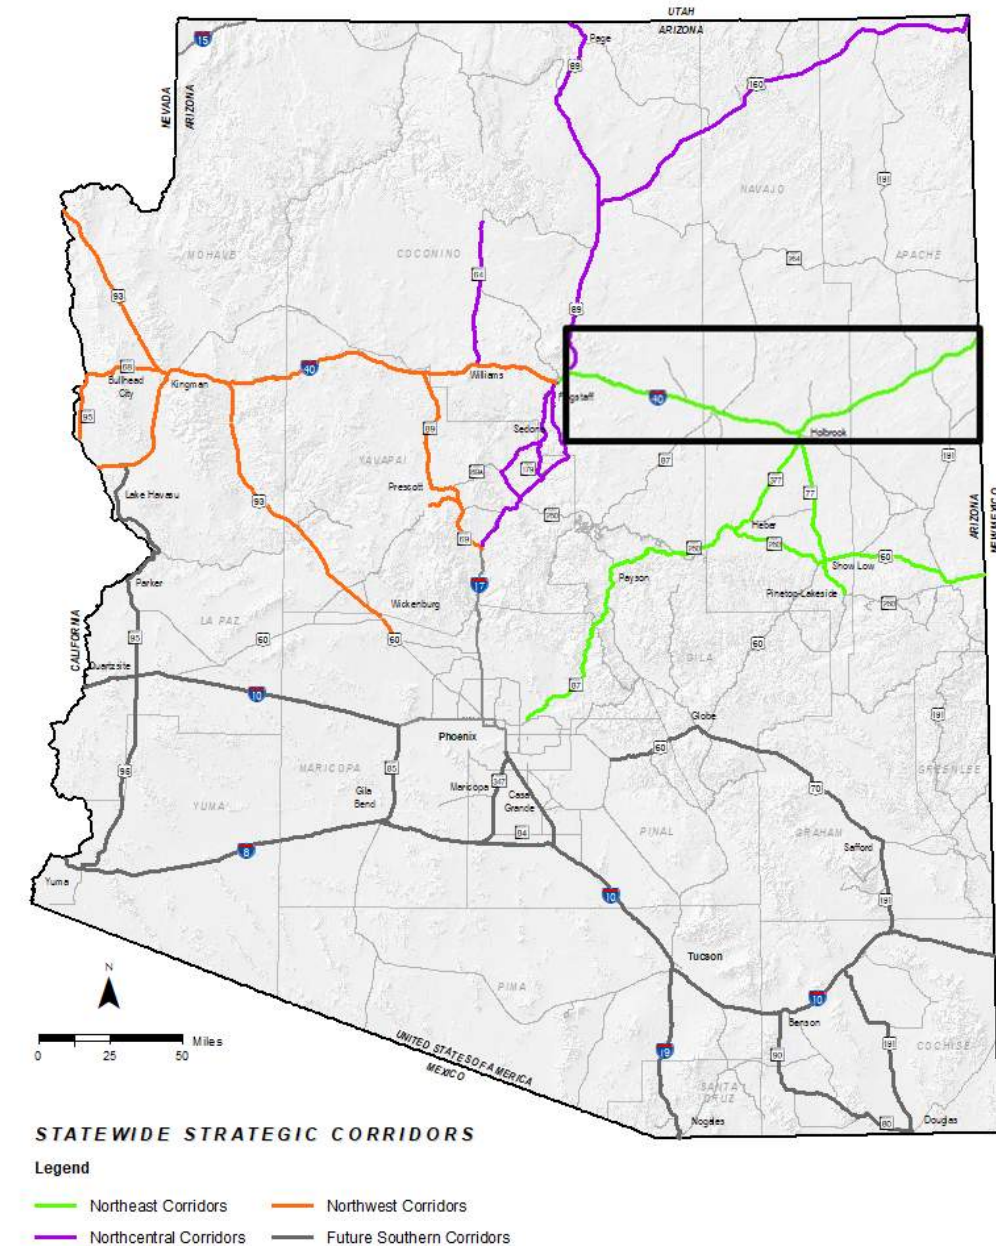 UTAH
ARIZONA
15
Page
89
160
NEVADA
ARIZONA
191
NAVAJO
MOHAVE
COCONINO
264
APACHE
64
93
89
68
40
Bullhead
City
Kingman
Williams
Flagstaff
40
95
89
Sedona
Holbrook
YAVAPAI
89A
179
87
191
Prescott
377
77
Lake Havasu
93
260
Heber
ARIZONA
NEW MEXICO
69
260
260
60
Show Low
17
Payson
Parker
Pinetop-Lakeside
260
Wickenburg
LA PAZ
CALIFORNIA
95
60
60
60
GILA
Quartzsite
10
87
Globe
191
Phoenix
60
MARICOPA
GREENLEE
95
85
Maricopa
347
70
Gila
Bend
Casa
Grande
YUMA
84
PINAL
GRAHAM
8
Safford
Yuma
10
191
Tucson
N
PIMA
10
Benson
0 25 50 Miles
UNITED STATES OF AMERICA
MEXICO
19
90
191
COCHISE
SANTA
CRUZ
Nogales
80
Douglas
STATEWIDE STRATEGIC CORRIDORS
Legend
Northeast Corridors
Northwest Corridors
Northcentral Corridors
Future Southern Corridors